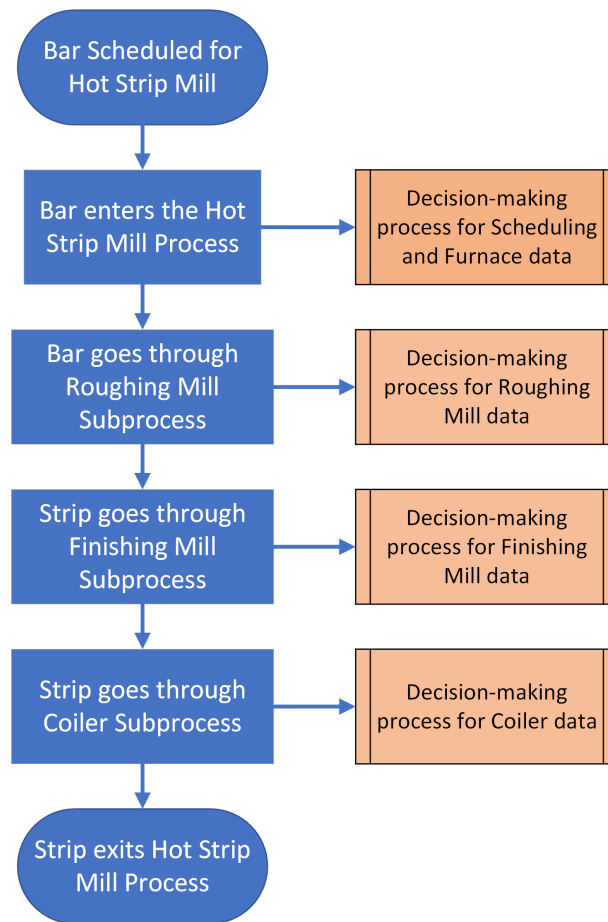 Bar Scheduled for
Hot Strip Mill
Bar enters the Hot
Strip Mill Process
Decision-making
process for Scheduling
and Furnace data
Bar goes through
Roughing Mill
Subprocess
Decision-making
process for Roughing
Mill data
Strip goes through
Finishing Mill
Subprocess
Decision-making
process for Finishing
Mill data
Strip goes through
Coiler Subprocess
Decision-making
process for Coiler data
Strip exits Hot Strip
Mill Process